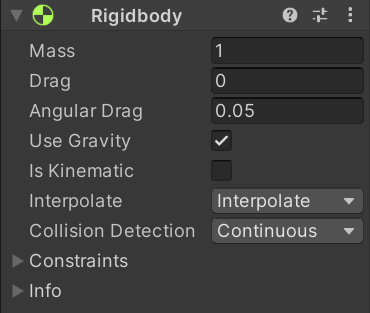 Rigidbody
Mass 1
Drag 0
Angular Drag 0.05
Use Gravity
Is Kinematic
Interpolate Interpolate
Collision Detection Continuous
Constraints
Info